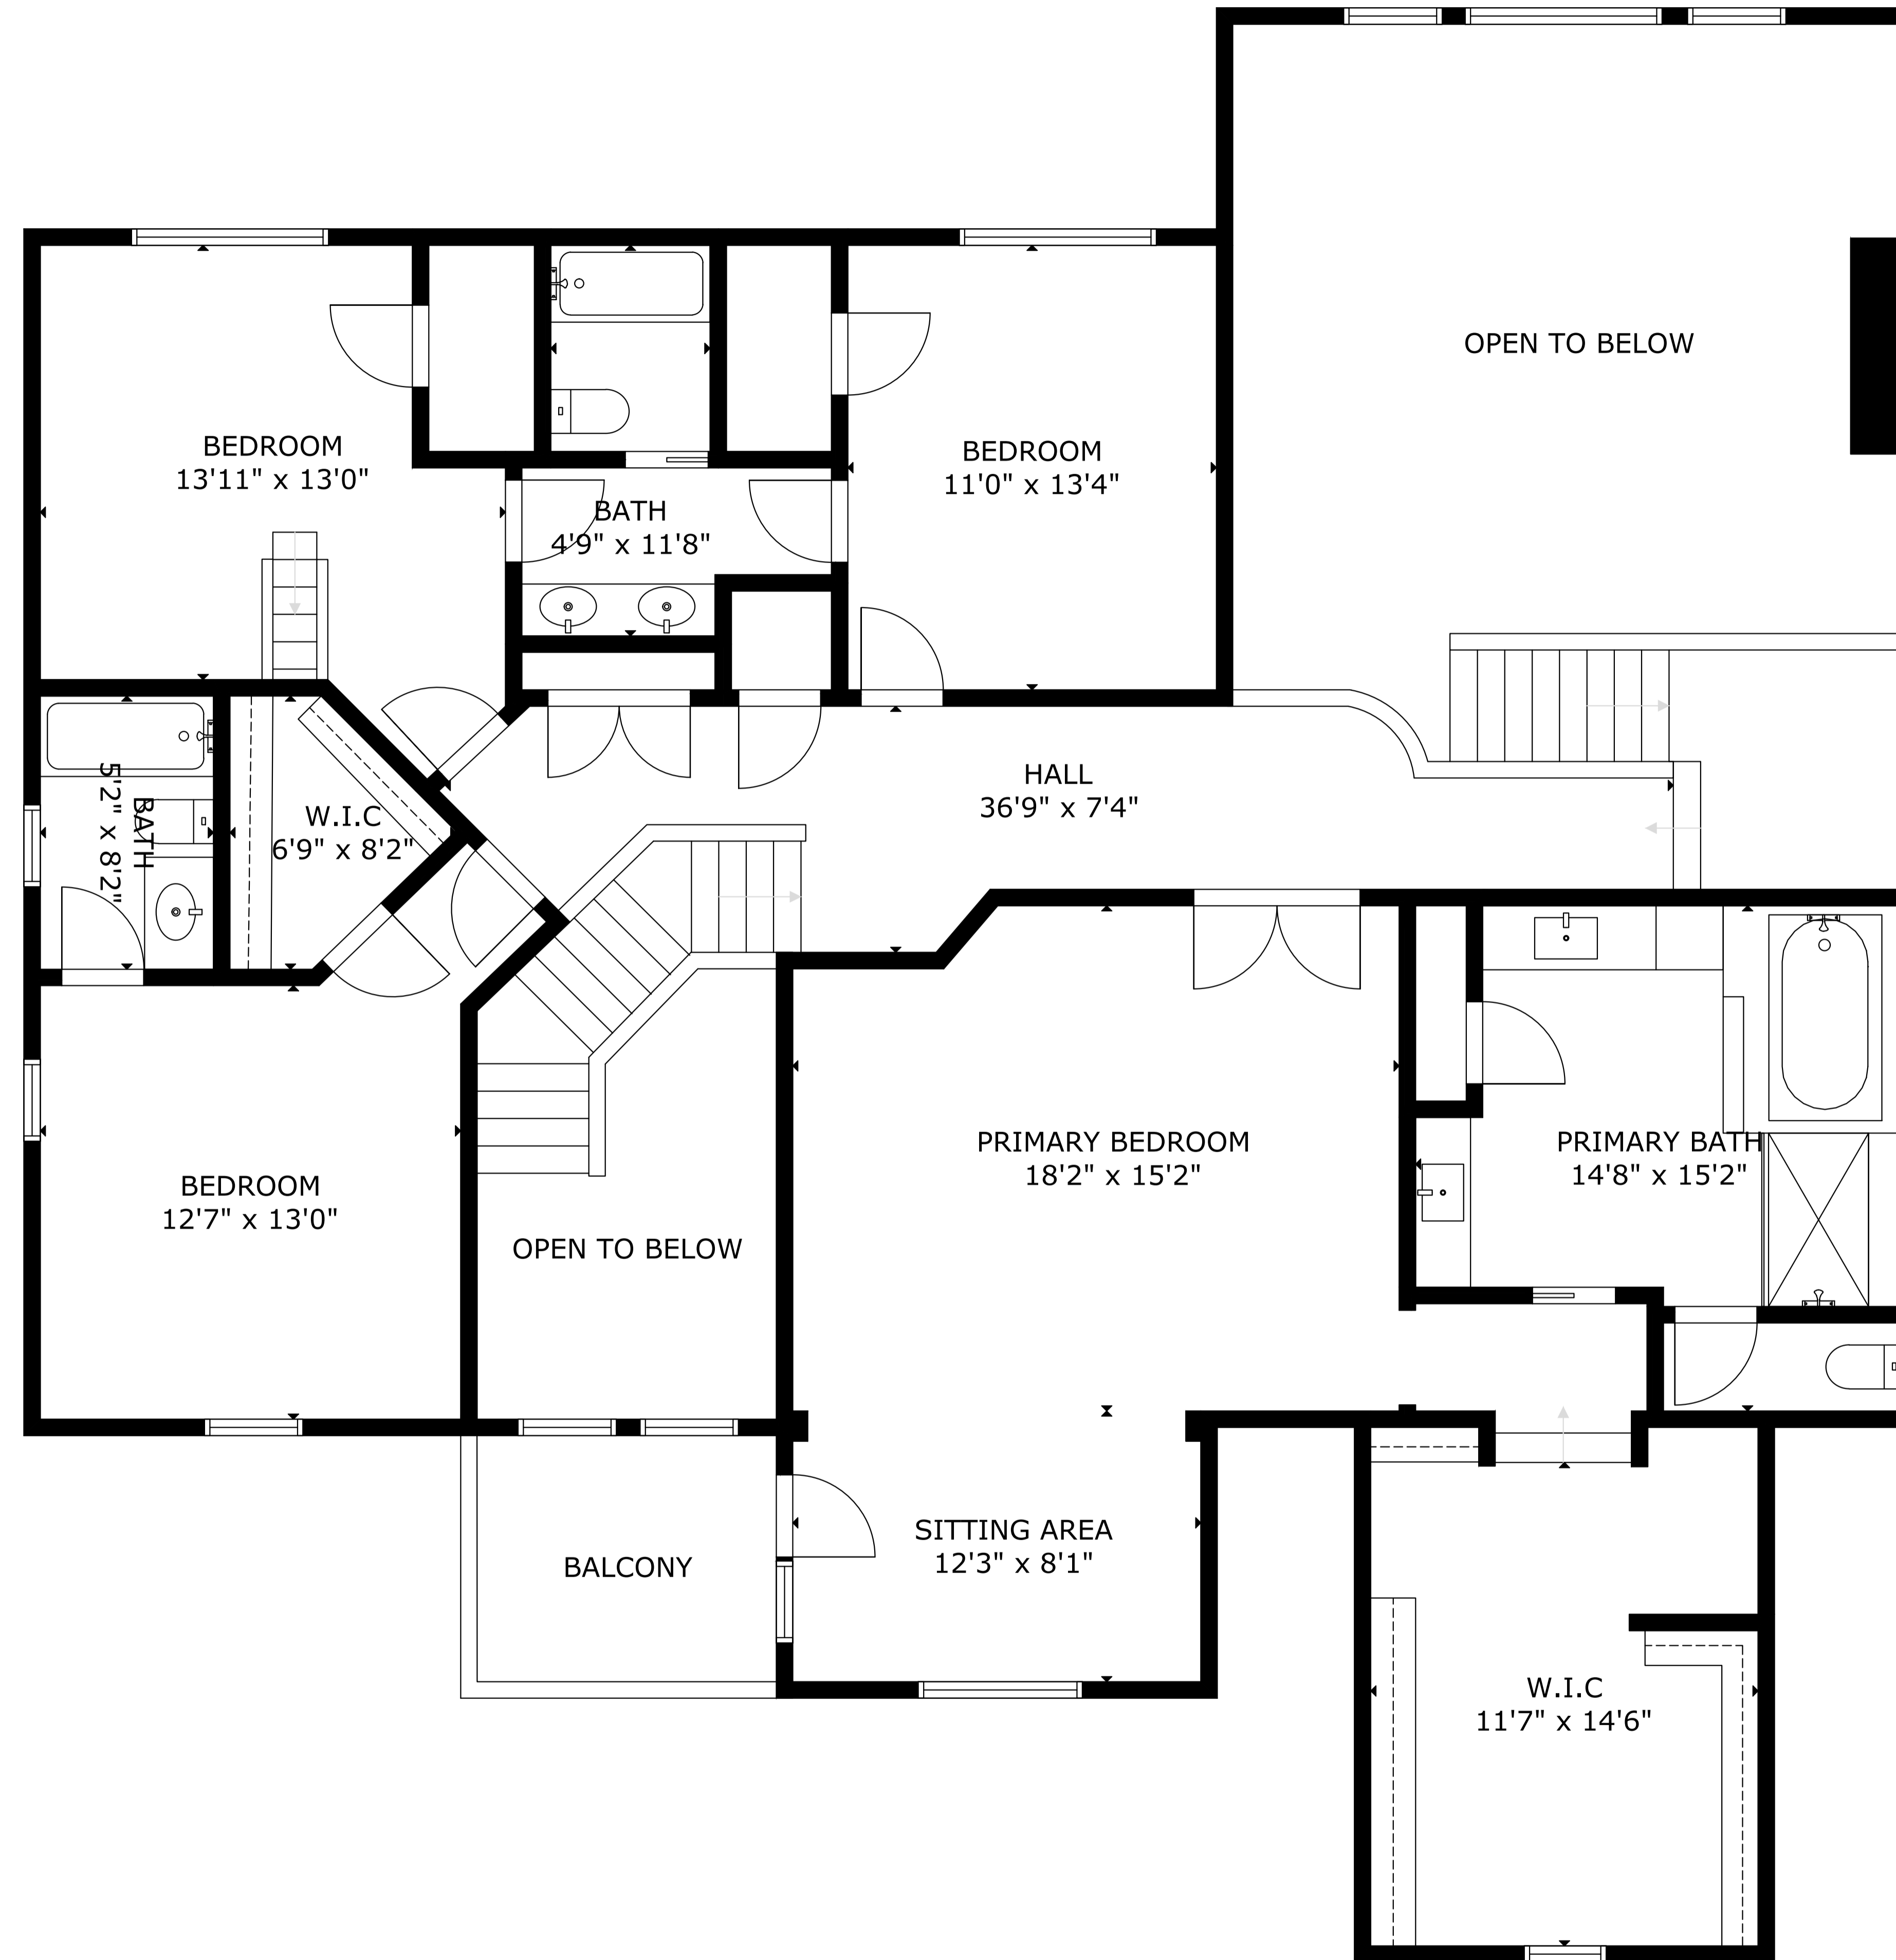 OPEN TO BELOW
BEDROOM
13'11" x 13'0"
BEDROOM
11'0" x 13'4"
BATH
4'9" x 11'8"
HALL
36'9" x 7'4"
BATH
5'2" x 8'2"
W.I.C
6'9" x 8'2"
PRIMARY BEDROOM
18'2" x 15'2"
PRIMARY BATH
14'8" x 15'2"
BEDROOM
12'7" x 13'0"
OPEN TO BELOW
SITTING AREA
12'3" x 8'1"
BALCONY
W.I.C
11'7" x 14'6"